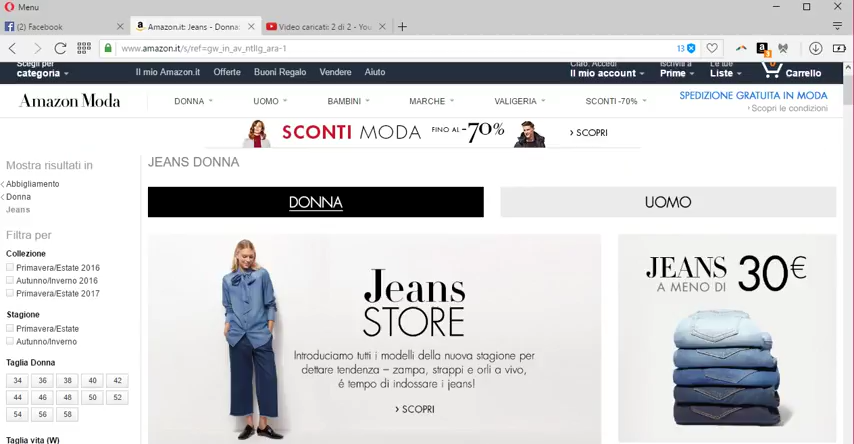 Menu
(2) Facebook
Amazon.it: Jeans - Donna:
Video caricati: 2 di 2 - You
www.amazon.it/s/ref=gw_in_av_ntllg_ara-1
13
3
Scegli per
categoria
Il mio Amazon.it
Offerte
Buoni Regalo
Vendere
Aiuto
Ciao. Accedi
Il mio account
Iscriviti a
Prime
Le tue
Liste
0
Carrello
Amazon Moda
DONNA
UOMO
BAMBINI
MARCHE
VALIGERIA
SCONTI -70%
SPEDIZIONE GRATUITA IN MODA
› Scopri le condizioni
SCONTI MODA FINO AL -70% › SCOPRI
Mostra risultati in
Abbigliamento
Donna
Jeans
Filtra per
Collezione
Primavera/Estate 2016
Autunno/Inverno 2016
Primavera/Estate 2017
Stagione
Primavera/Estate
Autunno/Inverno
Taglia Donna
34 36 38 40 42
44 46 48 50 52
54 56 58
Taglia vita (W)
JEANS DONNA
DONNA
UOMO
Jeans
STORE
Introduciamo tutti i modelli della nuova stagione per
dettare tendenza – zampa, strappi e orli a vivo,
é tempo di indossare i jeans!
› SCOPRI
JEANS
A MENO DI
30€